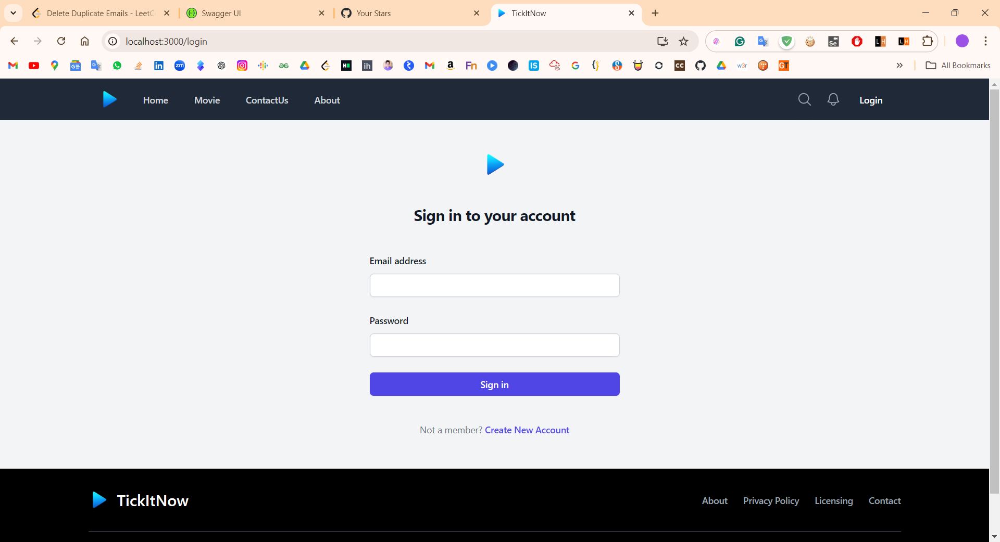 Delete Duplicate Emails - LeetC
Swagger UI
Your Stars
TickItNow
localhost:3000/login
All Bookmarks
Home Movie ContactUs About Login
Sign in to your account
Email address
Password
Sign in
Not a member? Create New Account
TickItNow
About Privacy Policy Licensing Contact